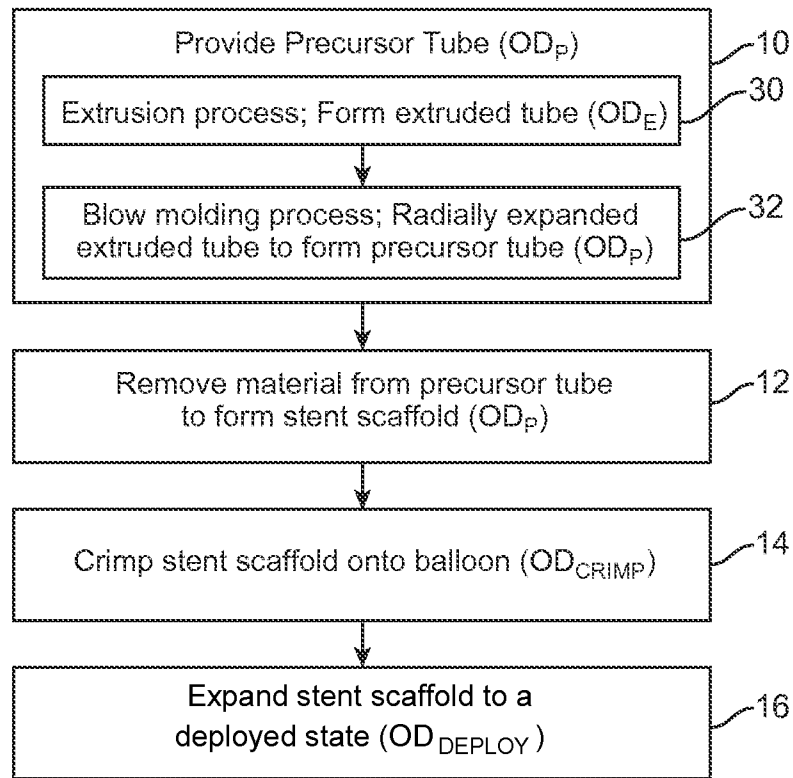 Provide Precursor Tube (ODP)
10
Extrusion process; Form extruded tube (ODE)
30
Blow molding process; Radially expanded
extruded tube to form precursor tube (ODP)
32
Remove material from precursor tube
to form stent scaffold (ODP)
12
Crimp stent scaffold onto balloon (ODCRIMP)
14
Expand stent scaffold to a
deployed state (ODDEPLOY)
16